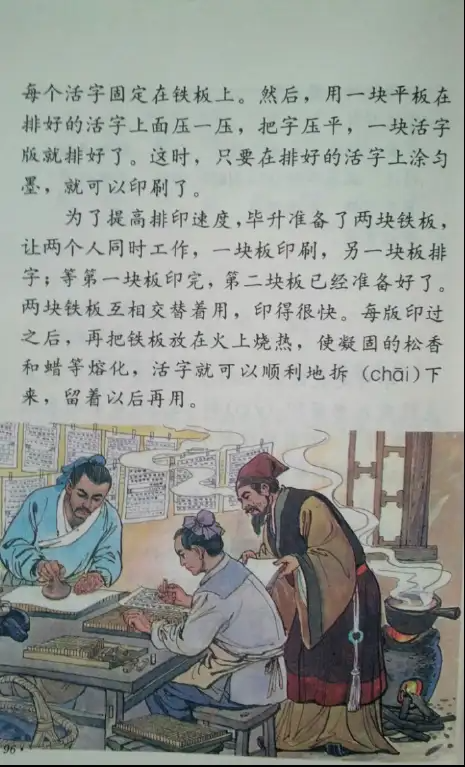 每个活字固定在铁板上。然后，用一块平板在
排好的活字上面压一压，把字压平，一块活字
版就排好了。这时，只要在排好的活字上涂匀
墨，就可以印刷了。
为了提高排印速度，毕升准备了两块铁板，
让两个人同时工作，一块板印刷，另一块板排
字；等第一块板印完，第二块板已经准备好了。
两块铁板互相交替着用，印得很快。每版印过
之后，再把铁板放在火上烧热，使凝固的松香
和蜡等熔化，活字就可以顺利地拆（chāi）下
来，留着以后再用。
96